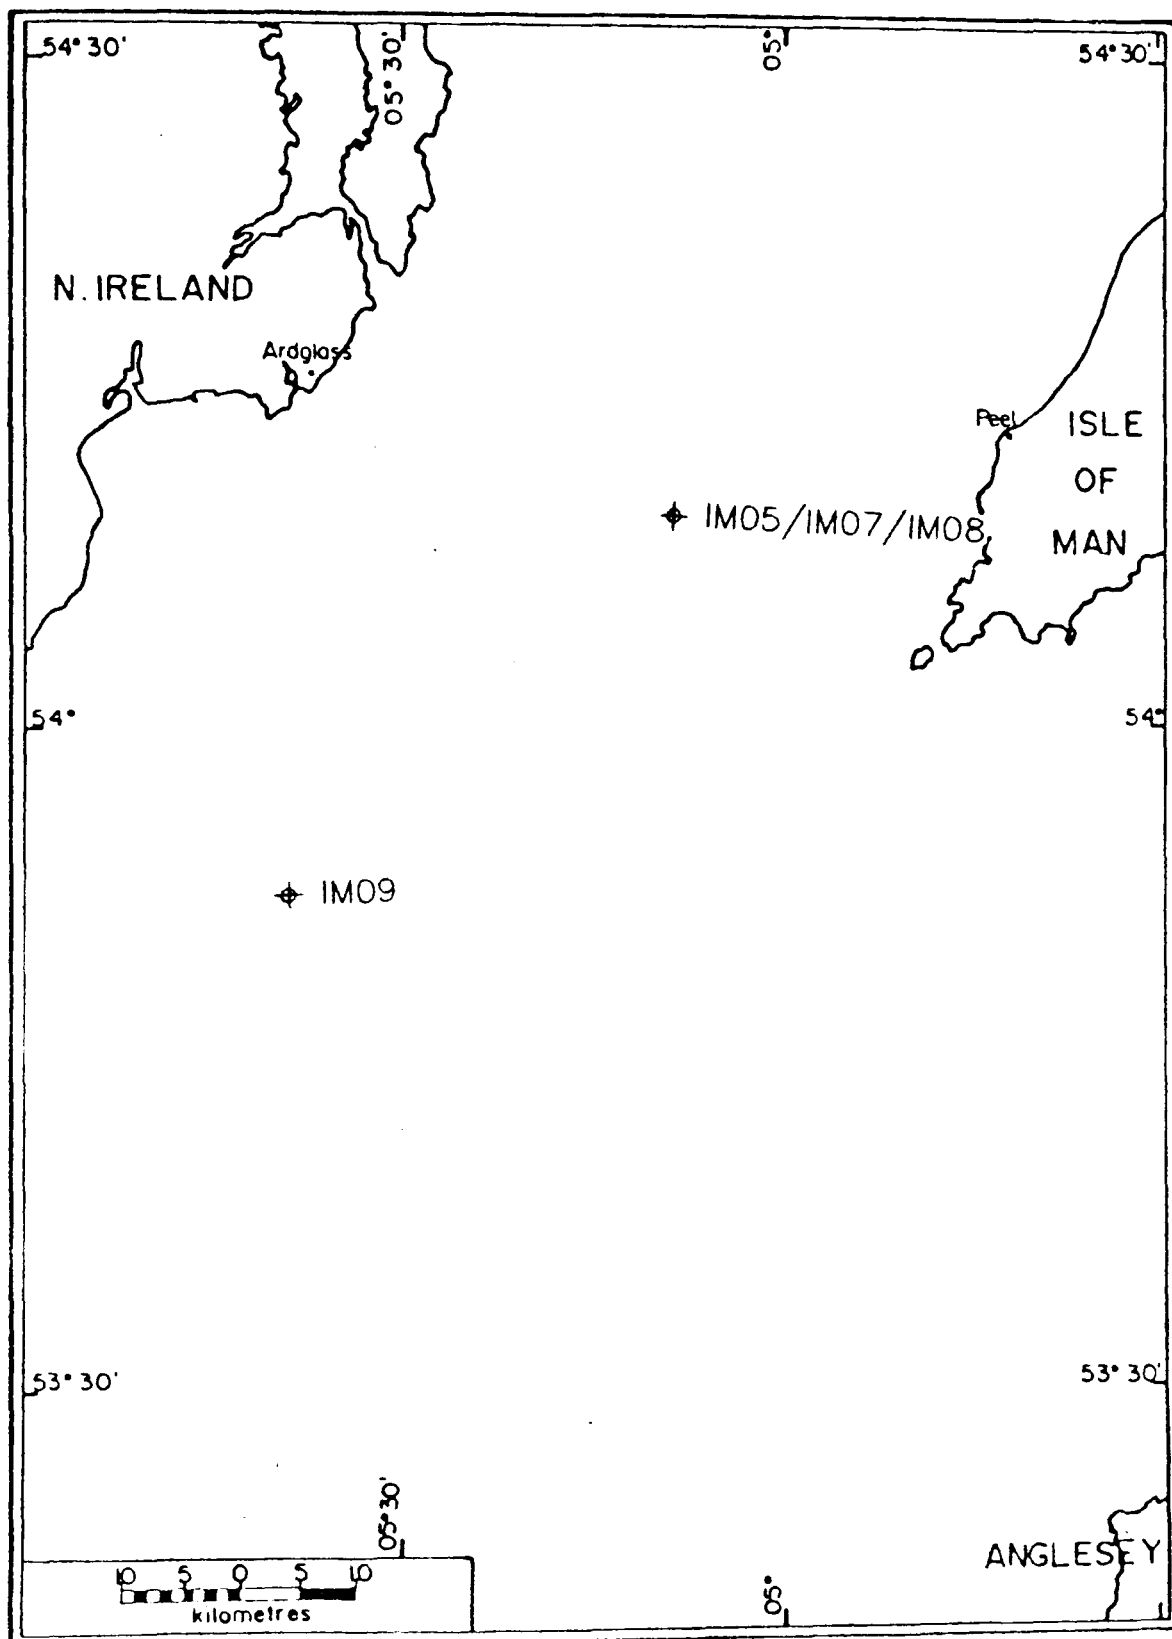 54° 30'
05° 30'
05°
54° 30'
N. IRELAND
Ardglass
Peel
ISLE
OF
MAN
IM05/IM07/IM08
54°
54°
IM09
53° 30'
53° 30'
05° 30'
05°
ANGLESEY
10 5 0 5 10
kilometres